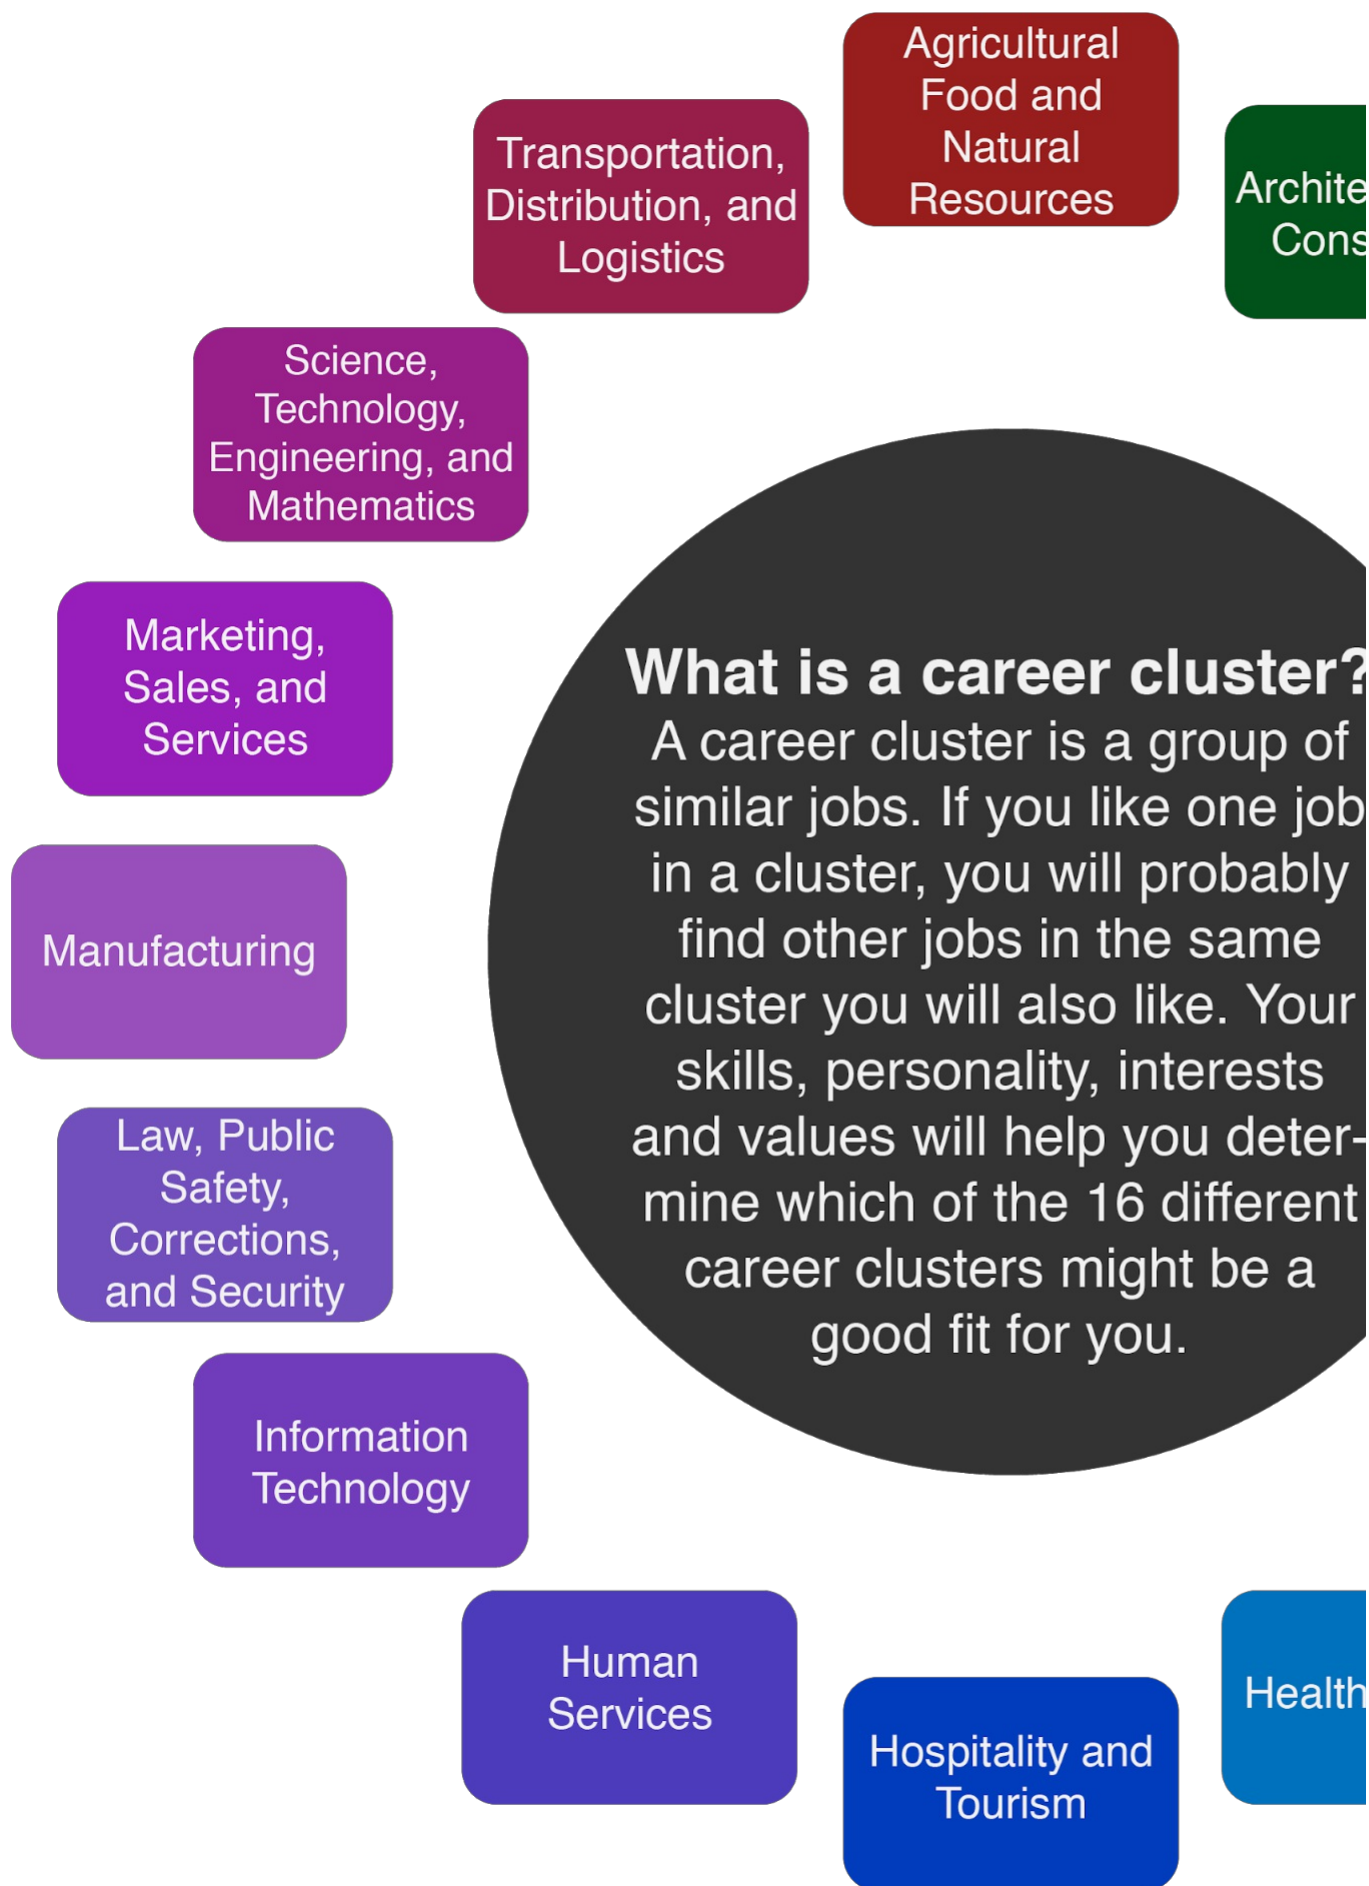 Agricultural
Food and
Natural
Resources
Transportation,
Distribution, and
Logistics
Science,
Technology,
Engineering, and
Mathematics
Marketing,
Sales, and
Services
Manufacturing
Law, Public
Safety,
Corrections,
and Security
Information
Technology
Human
Services
Hospitality and
Tourism
Health
What is a career cluster?
A career cluster is a group of
similar jobs. If you like one job
in a cluster, you will probably
find other jobs in the same
cluster you will also like. Your
skills, personality, interests
and values will help you deter-
mine which of the 16 different
career clusters might be a
good fit for you.